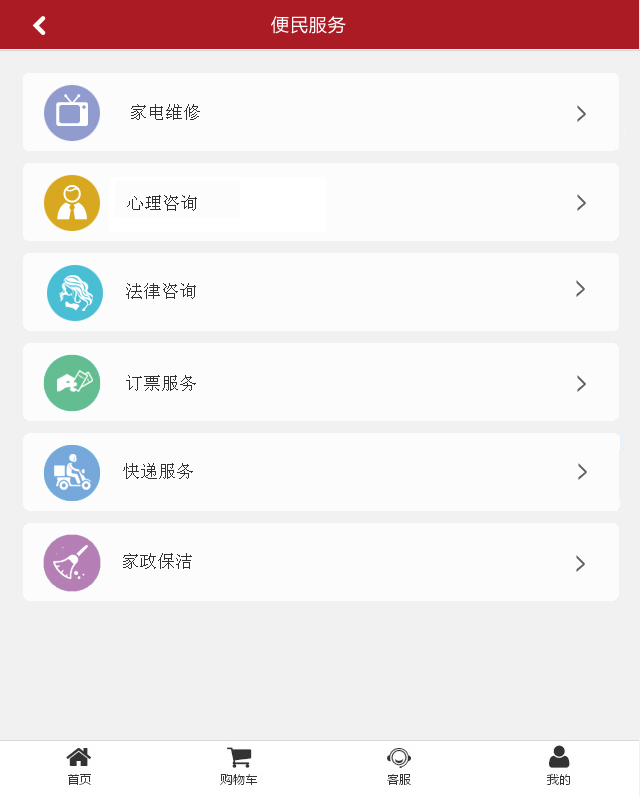 便民服务
家电维修
心理咨询
法律咨询
订票服务
快递服务
家政保洁
首页
购物车
客服
我的